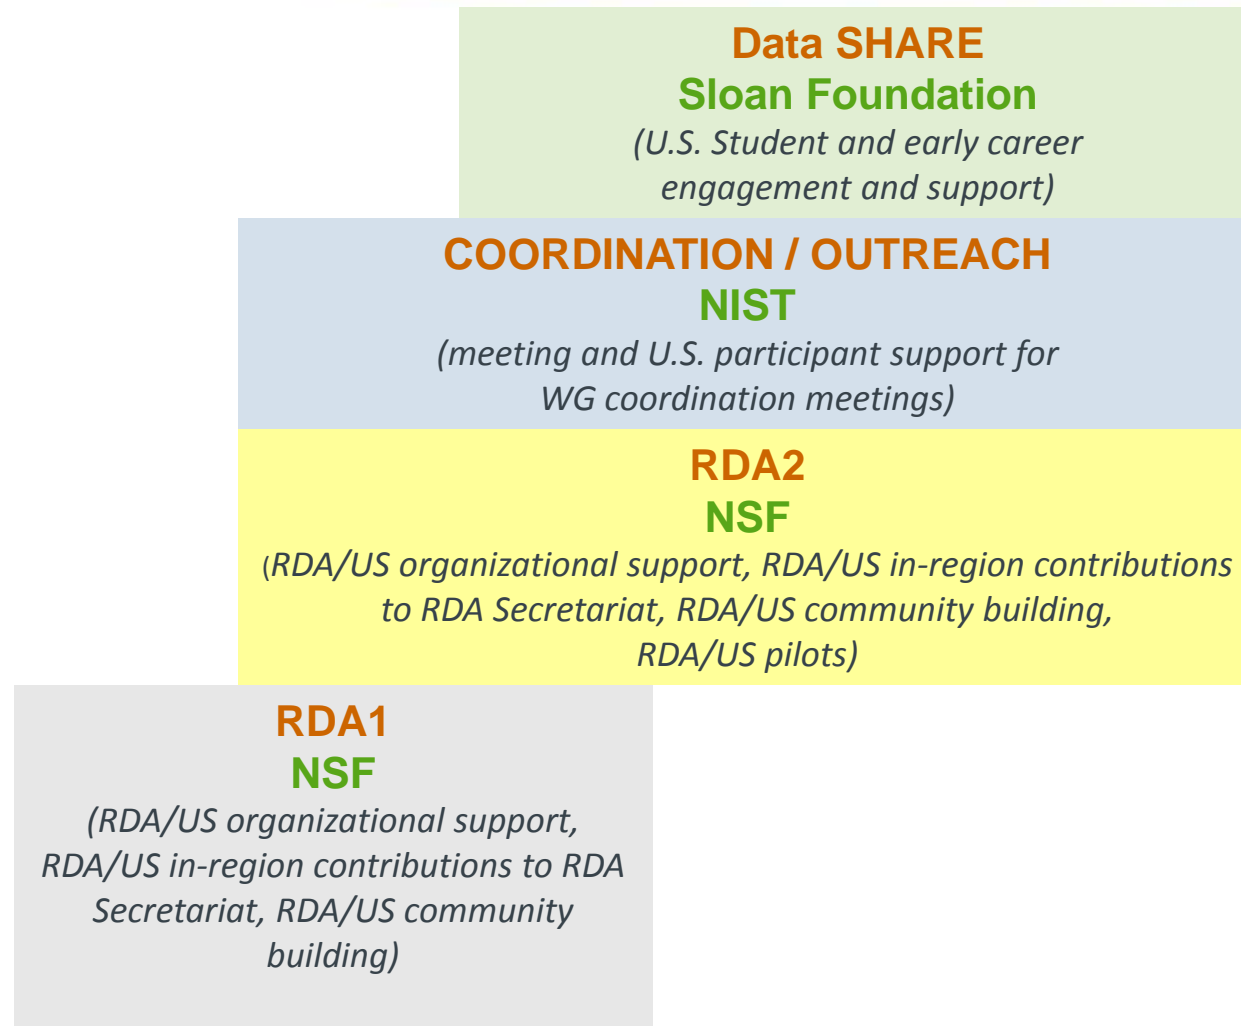 Data SHARE
Sloan Foundation
(U.S. Student and early career
engagement and support)
COORDINATION / OUTREACH
NIST
(meeting and U.S. participant support for
WG coordination meetings)
RDA2
NSF
(RDA/US organizational support, RDA/US in-region contributions
to RDA Secretariat, RDA/US community building,
RDA/US pilots)
RDA1
NSF
(RDA/US organizational support,
RDA/US in-region contributions to RDA
Secretariat, RDA/US community
building)